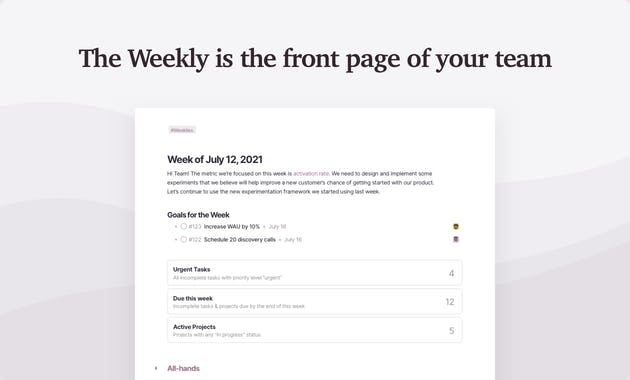 The Weekly is the front page of your team
#Weeklies
Week of July 12, 2021
Hi Team! The metric we're focused on this week is activation rate. We need to design and implement some
experiments that we believe will help improve a new customer's chance of getting started with our product.
Let's continue to use the new experimentation framework we started using last week.
Goals for the Week
#123 Increase WAU by 10% July 16
#122 Schedule 20 discovery calls July 16
Urgent Tasks
All incomplete tasks with priority level "urgent"
4
Due this week
Incomplete tasks & projects due by the end of this week
12
Active Projects
Projects with any "In progress" status
5
All-hands